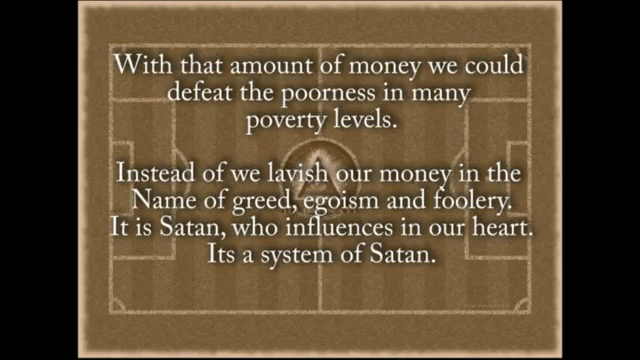 With that amount of money we could
defeat the poorness in many
poverty levels.
Instead of we lavish our money in the
Name of greed, egoism and foolery.
It is Satan, who influences in our heart.
Its a system of Satan.